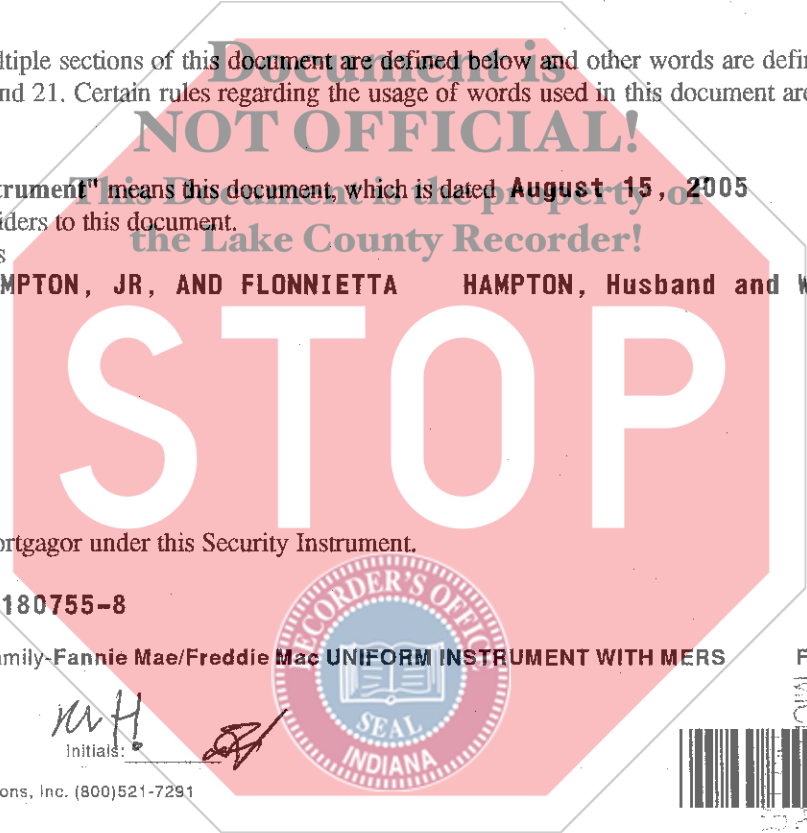 ltiple sections of this document are defined below and other words are defin
nd 21. Certain rules regarding the usage of words used in this document are
Document is
NOT OFFICIAL!
This Document is the property of
the Lake County Recorder!
trument" means this document, which is dated August 15, 2005
iders to this document.
s
MPTON, JR, AND FLONNIETTA HAMPTON, Husband and W
STOP
ortgagor under this Security Instrument.
180755-8
amily-Fannie Mae/Freddie Mac UNIFORM INSTRUMENT WITH MERS F
RECORDER'S OFFICE
SEAL
INDIANA
Initials:
ons, Inc. (800)521-7291